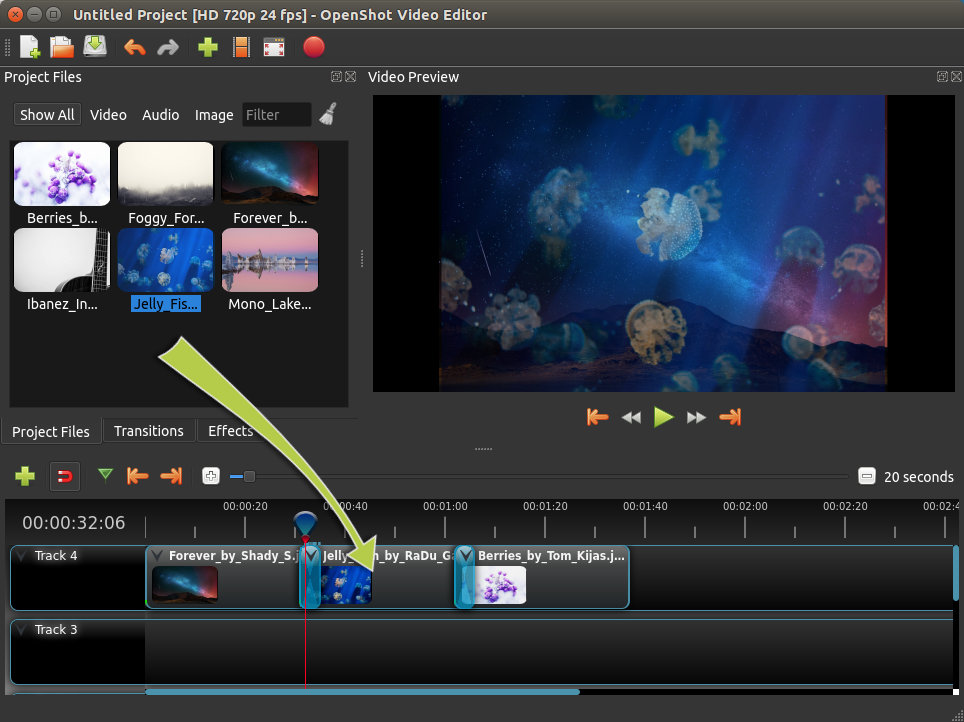 Untitled Project [HD 720p 24 fps] - OpenShot Video Editor
Project Files
Video Preview
Show All Video Audio Image Filter
Berries_b... Foggy_For... Forever_b...
Ibanez_In... Jelly_Fis... Mono_Lake...
Project Files Transitions Effects
20 seconds
00:00:32:06
00:00:20 00:00:40 00:01:00 00:01:20 00:01:40 00:02:00 00:02:20 00:02:4
Track 4 Forever_by_Shady_S.j by_RaDu_G Berries_by_Tom_Kijas.j...
Track 3